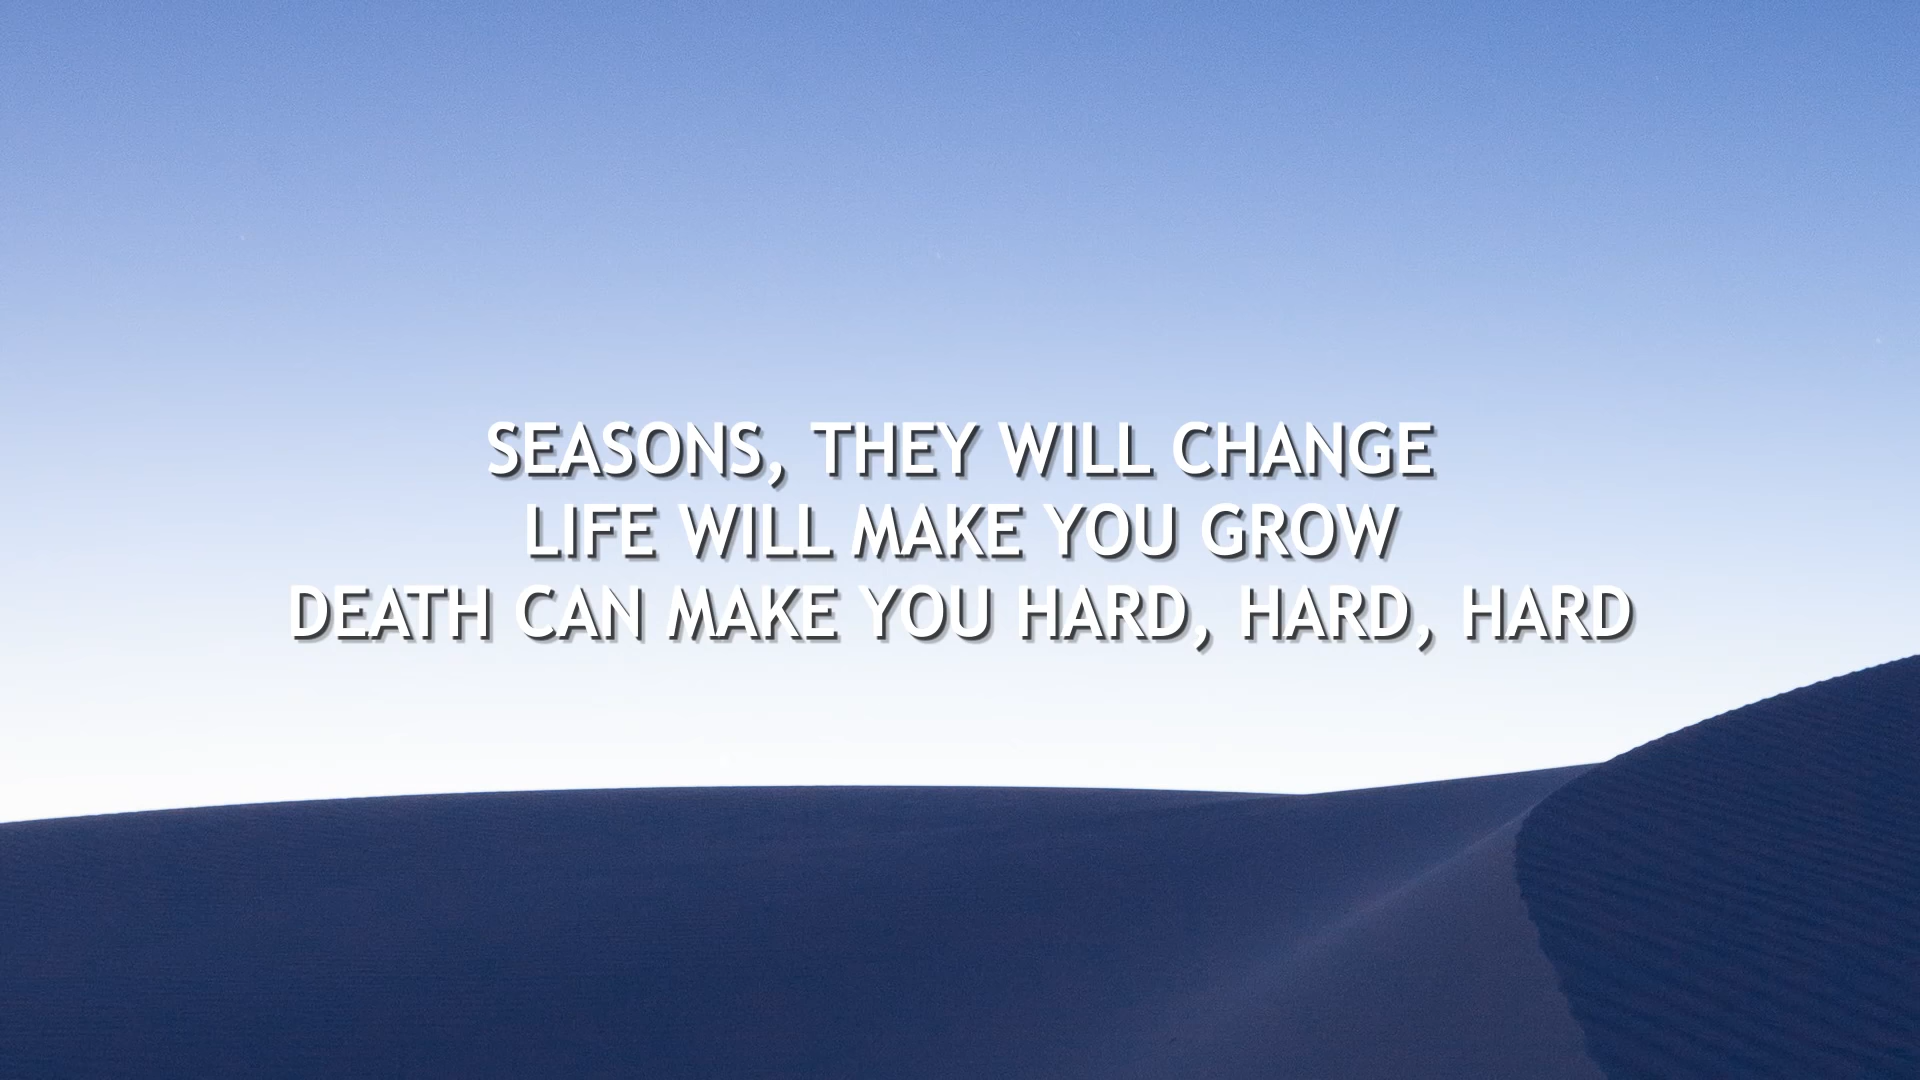 SEASONS, THEY WILL CHANGE
LIFE WILL MAKE YOU GROW
DEATH CAN MAKE YOU HARD, HARD, HARD